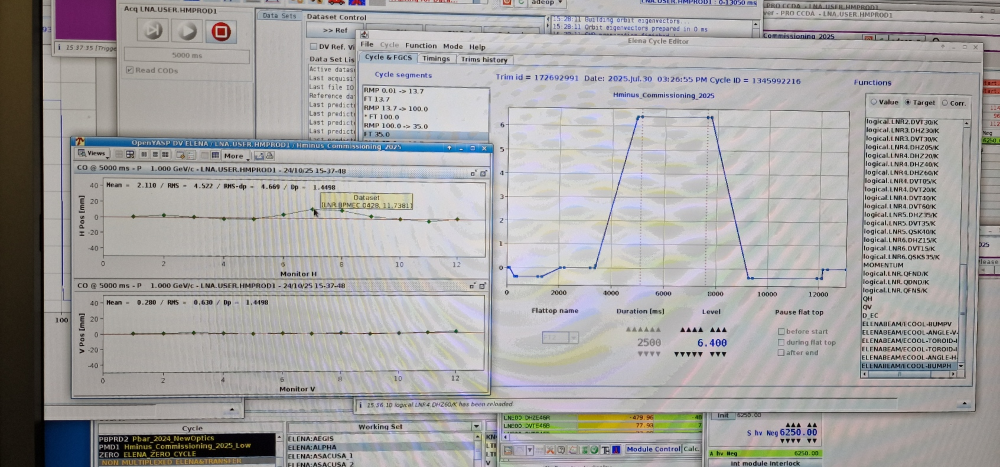 Acq LNA.USER.HMPROD1
5000 ms
Read CODs
i 15:37:35 [Trigge
Data Sets
Dataset Control
>> Ref
DV Ref. Vi
Data Set Lis
Active datas
Last acquisi
Last file IO
Reference da
Last predict
Last predict
Last predict
Last predict
adeop
LNA.USER.HMPROD1 : 0-13050 ms
15:28:11 Building orbit eigenvectors...
15:28:11 Orbit eigenvectors prepared in 0 ms
PRO CCDA - LNA.USER.HMPROD1
ver - PRO CCDA - LNA.USER.HMPROD1
Commissioning_2025
Elena Cycle Editor
File Cycle Function Mode Help
Cycle & FGCS Timings Trims history
Cycle segments
RMP 0.01 -> 13.7
FT 13.7
RMP 13.7 -> 100.0
* FT 100.0
RMP 100.0 -> 35.0
FT 35.0
Trim id = 172692991 Date: 2025.Jul.30 03:26:55 PM Cycle ID = 1345992216
Hminus_Commissioning_2025
6
5
4
3
2
1
0
0 2000 4000 6000 8000 10000 12000
Flattop name Duration [ms] Level Pause flat top
FT2 2500 6.400
before start
during flat top
after end
Functions
Value Target Corr.
logical.LNR2.DVT30/K
logical.LNR3.DHZ30/K
logical.LNR3.DVT30/K
logical.LNR4.DHZ05/K
logical.LNR4.DHZ20/K
logical.LNR4.DHZ40/K
logical.LNR4.DHZ60/K
logical.LNR4.DVT05/K
logical.LNR4.DVT20/K
logical.LNR4.DVT40/K
logical.LNR4.DVT60/K
logical.LNR5.DHZ35/K
logical.LNR5.DVT35/K
logical.LNR5.QSK40/K
logical.LNR6.DHZ15/K
logical.LNR6.DVT15/K
logical.LNR6.QSKS35/K
MOMENTUM
logical.LNR.QFND/K
logical.LNR.QDND/K
logical.LNR.QFNS/K
QH
QV
D_EC
ELENABEAM/ECOOL-BUMPV
ELENABEAM/ECOOL-ANGLE-V-
ELENABEAM/ECOOL-TOROID-I
ELENABEAM/ECOOL-TOROID-I
ELENABEAM/ECOOL-ANGLE-H-
ELENABEAM/ECOOL-BUMPH
i 15:36:10 logical LNR4.DHZ60/K has been reloaded.
OpenYASP DV ELENA / LNA.USER.HMPROD1 / Hminus_Commissioning_2025
Views More
CO @ 5000 ms - P 1.000 GeV/c - LNA.USER.HMPROD1 - 24/10/25 15-37-48
Mean = 2.110 / RMS = 4.522 / RMS-dp = 4.669 / Dp = 1.4498
Dataset
(LNR.BPMEC.0428, 11.7381)
H Pos [mm]
40
20
0
-20
-40
0 2 4 6 8 10 12
Monitor H
CO @ 5000 ms - P 1.000 GeV/c - LNA.USER.HMPROD1 - 24/10/25 15-37-48
Mean = 0.280 / RMS = 0.630 / Dp = 1.4498
V Pos [mm]
40
20
0
-20
-40
0 2 4 6 8 10 12
Monitor V
100
Cycle
PBPRD2 Pbar_2024_NewOptics
PMD1 Hminus_Commissioning_2025_Low
ZERO ELENA_ZERO_CYCLE
NON_MULTIPLEXED_ELENA&TRANSFER
Working Set
ELENA:AEGIS
ELENA:ALPHA
ELENA:ASACUSA_1
ELENA:ASACUSA_2
KN
LTI
LTI
V
LNE00.DHZE46R -479.96 -48
LNE00.DVTE46B 77.93 7
Module Control Calc.
Init 6250.00
S hv Neg 6250.00
A hv Neg 6250.00
Int module Interlock